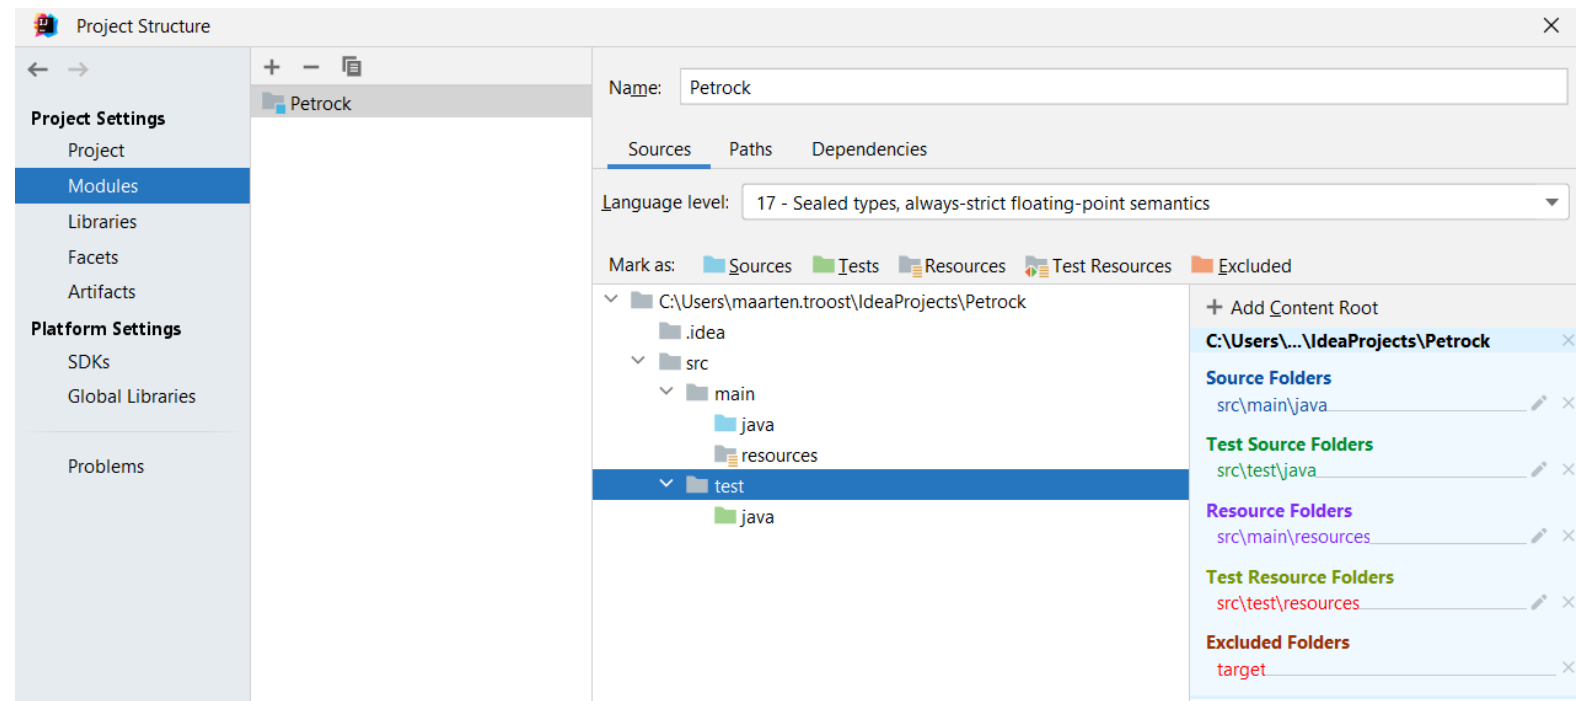 Project Structure
Project Settings
Project
Modules
Libraries
Facets
Artifacts
Platform Settings
SDKs
Global Libraries
Problems
Petrock
Name: Petrock
Sources Paths Dependencies
Language level: 17 - Sealed types, always-strict floating-point semantics
Mark as: Sources Tests Resources Test Resources Excluded
C:\Users\maarten.troost\IdeaProjects\Petrock
.idea
src
main
java
resources
test
java
+ Add Content Root
C:\Users\...\IdeaProjects\Petrock
Source Folders
src\main\java
Test Source Folders
src\test\java
Resource Folders
src\main\resources
Test Resource Folders
src\test\resources
Excluded Folders
target